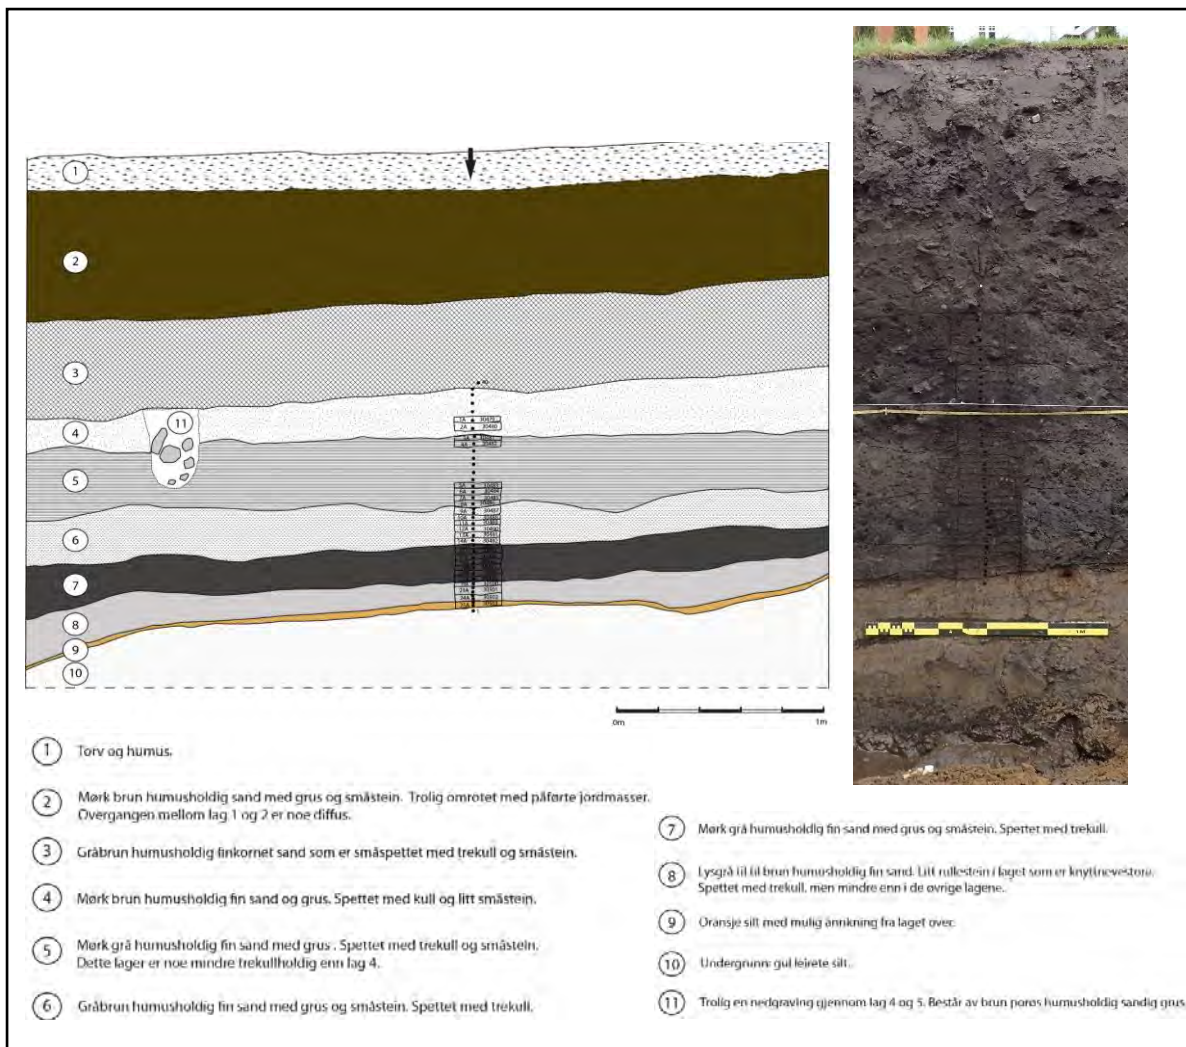 1
2
3
4
11
5
6
7
8
9
10
1A
2A 30480
0m 1m
1 Torv og humus.
2 Mørk brun humusholdig sand med grus og småstein. Trolig omrotet med påførte jordmasser.
Overgangen mellom lag 1 og 2 er noe diffus.
3 Gråbrun humusholdig finkornet sand som er småspettet med trekull og småstein.
4 Mørk brun humusholdig fin sand og grus. Spettet med kull og litt småstein.
5 Mørk grå humusholdig fin sand med grus . Spettet med trekull og småstein.
Dette lager er noe mindre trekullholdig enn lag 4.
6 Gråbrun humusholdig fin sand med grus og småstein. Spettet med trekull.
7 Mørk grå humusholdig fin sand med grus og småstein. Spettet med trekull.
8 Lysgrå til til brun humusholdig fin sand. Litt rullestein i laget som er knyttnevestore.
Spettet med trekull, men mindre enn i de øvrige lagene.
9 Oransje silt med mulig anrikning fra laget over.
10 Undergrunn: gul leirete silt.
11 Trolig en nedgraving gjennom lag 4 og 5. Består av brun porøs humusholdig sandig grus